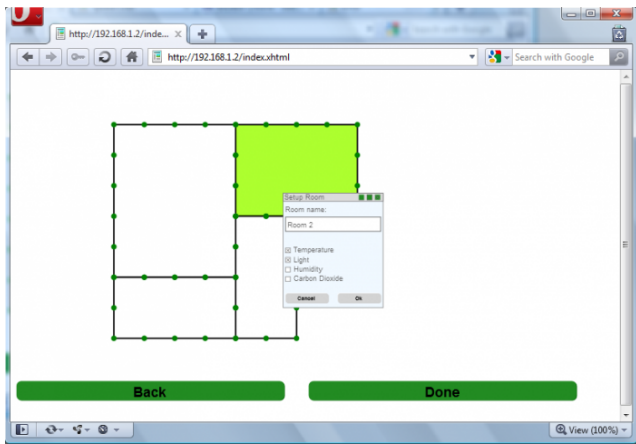 http://192.168.1.2/inde...
http://192.168.1.2/index.xhtml
Search with Google
Setup Room
Room name:
Room 2
Temperature
Light
Humidity
Carbon Dioxide
Cancel
Ok
Back
Done
View (100%)